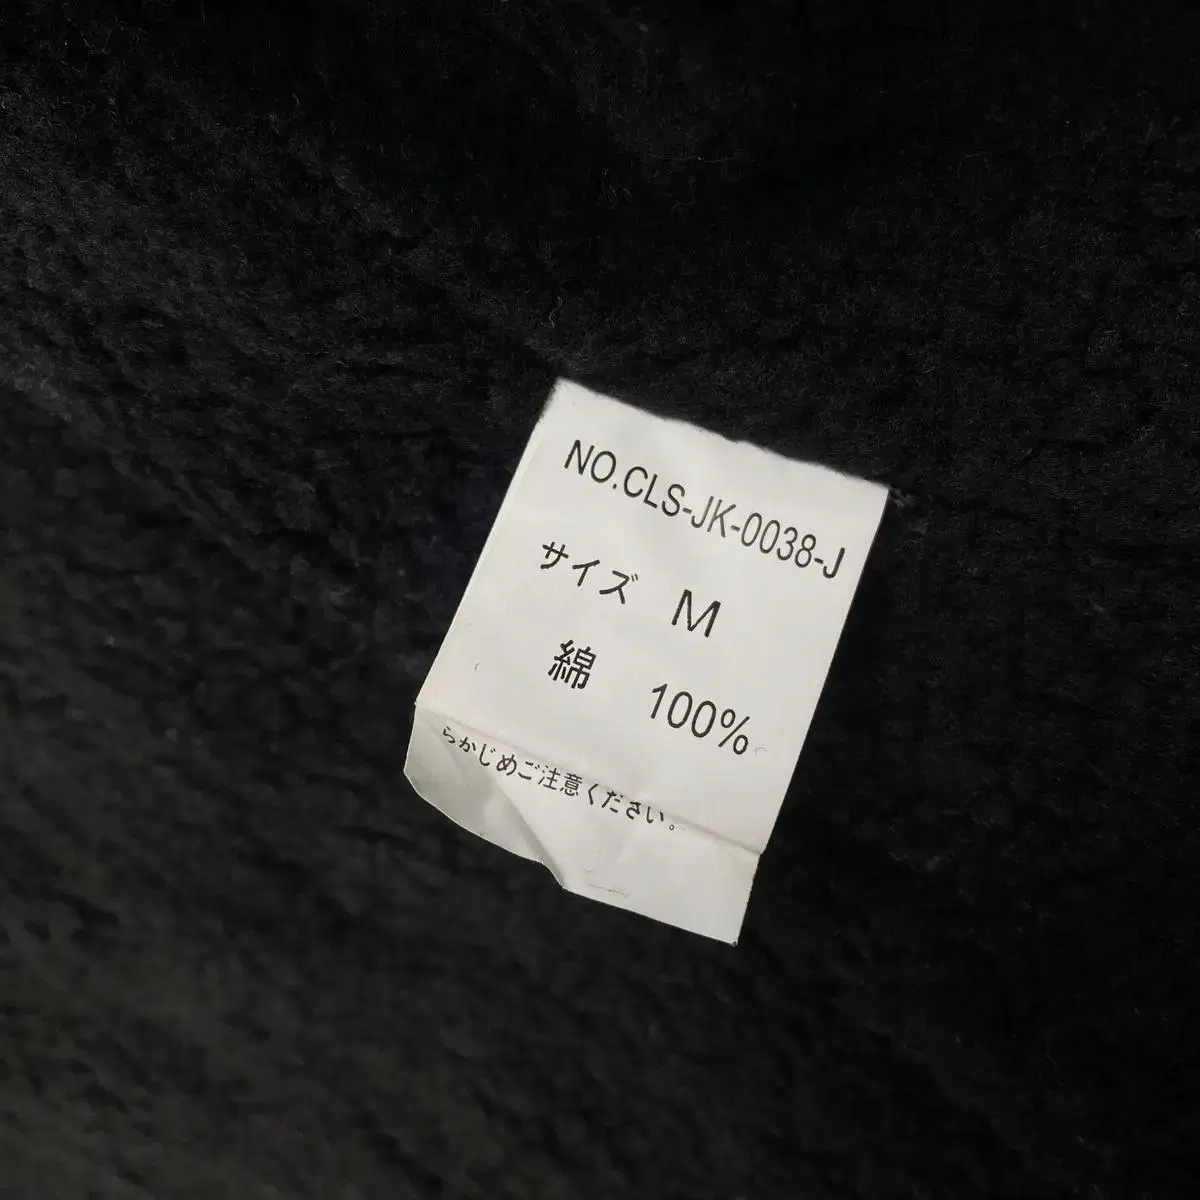 NO.CLS-JK-0038-J
サイズ M
綿 100%
らかじめご注意ください。